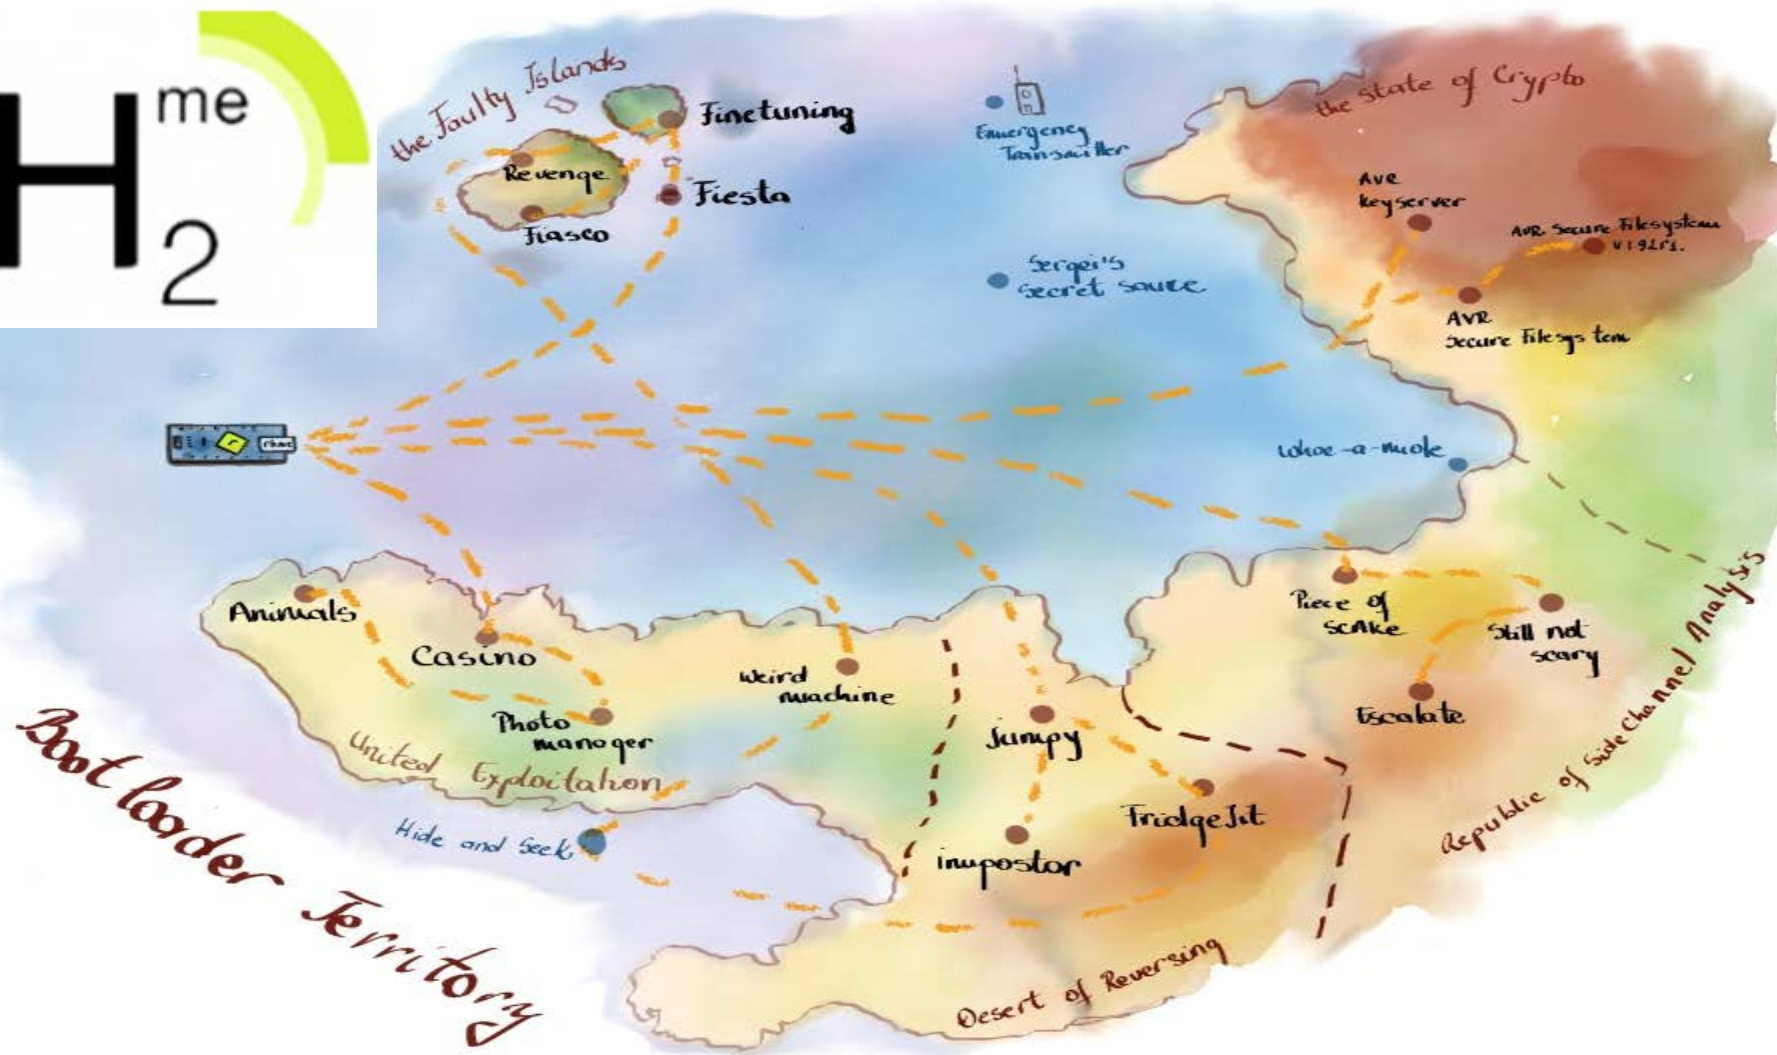 H me
2
the Faulty Islands
Finetuning
Revenge
Fiesta
Fiasco
Emergency
Transmitter
Sergei's
Secret sauce
the State of Crypto
AVR
keyserver
AVR Secure Filesystem
v1.92r1.
AVR
Secure Filesystem
r
rhme
whac-a-mole
Animals
Casino
Photo
manager
Weird
machine
United Exploitation
Hide and Seek
Jumpy
impostor
FridgeJit
Piece of
scake
Still not
scary
Escalate
Republic of Side Channel Analysis
Desert of Reversing
Bootloader Territory